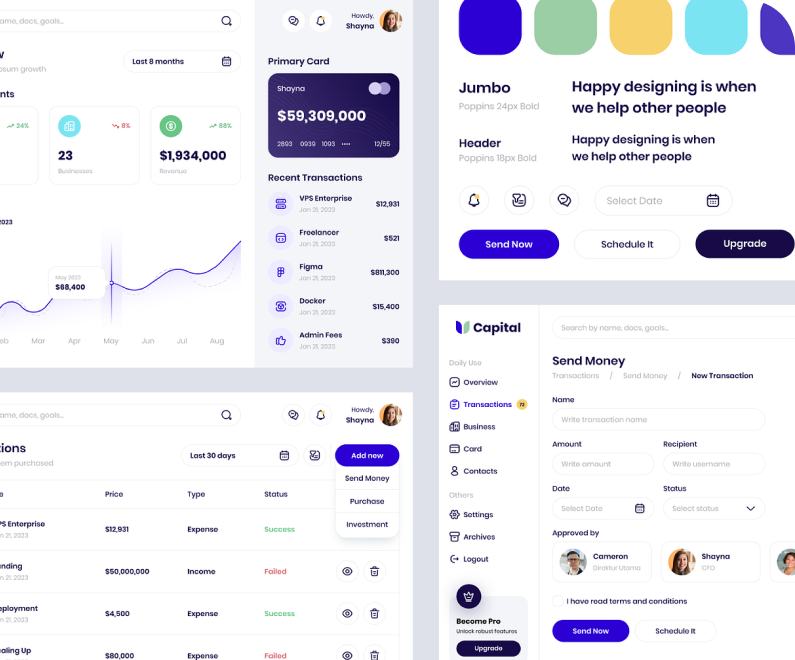 ame, docs, goals...
Howdy,
Shayna
w
psum growth
Last 8 months
nts
24%
8%
23
Businesses
88%
$1,934,000
Revenue
2023
May 2023
$68,400
eb Mar Apr May Jun Jul Aug
Primary Card
Shayna
$59,309,000
2893 0939 1093 •••• 12/55
Recent Transactions
VPS Enterprise
Jan 21, 2023
$12,931
Freelancer
Jan 21, 2023
$521
Figma
Jan 21, 2023
$811,300
Docker
Jan 21, 2023
$15,400
Admin Fees
Jan 21, 2023
$390
Jumbo
Poppins 24px Bold
Happy designing is when
we help other people
Header
Poppins 18px Bold
Happy designing is when
we help other people
Select Date
Send Now
Schedule It
Upgrade
ame, docs, goals...
Howdy,
Shayna
ions
em purchased
Last 30 days
Add new
Send Money
Purchase
Investment
e Price Type Status
PS Enterprise
n 21, 2023
$12,931 Expense Success
nding
n 21, 2023
$50,000,000 Income Failed
eployment
n 21, 2023
$4,500 Expense Success
aling Up
n 21, 2023
$80,000 Expense Failed
Capital
Daily Use
Overview
Transactions
Business
Card
Contacts
Others
Settings
Archives
Logout
Become Pro
Unlock robust features
Upgrade
Search by name, docs, goals...
Send Money
Transactions / Send Money / New Transaction
Name
Write transaction name
Amount
Write amount
Recipient
Write username
Date
Select Date
Status
Select status
Approved by
Cameron
Direktur Utama
Shayna
CFO
I have read terms and conditions
Send Now
Schedule It